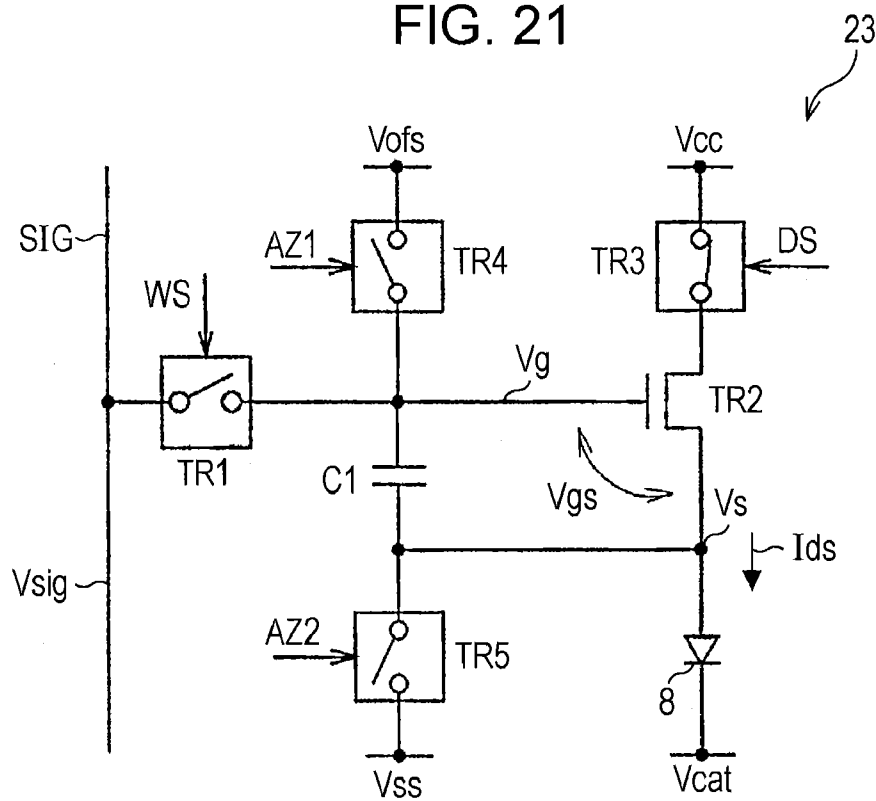 FIG. 21
23
Vofs
Vcc
SIG
AZ1
TR4
TR3
DS
WS
Vg
TR2
TR1
C1
Vgs
Vs
Ids
Vsig
AZ2
TR5
8
Vss
Vcat